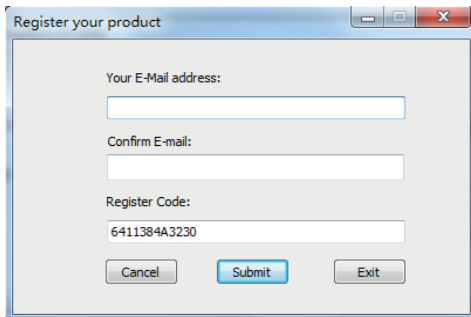 Register your product
Your E-Mail address:
Confirm E-mail:
Register Code:
6411384A3230
Cancel Submit Exit